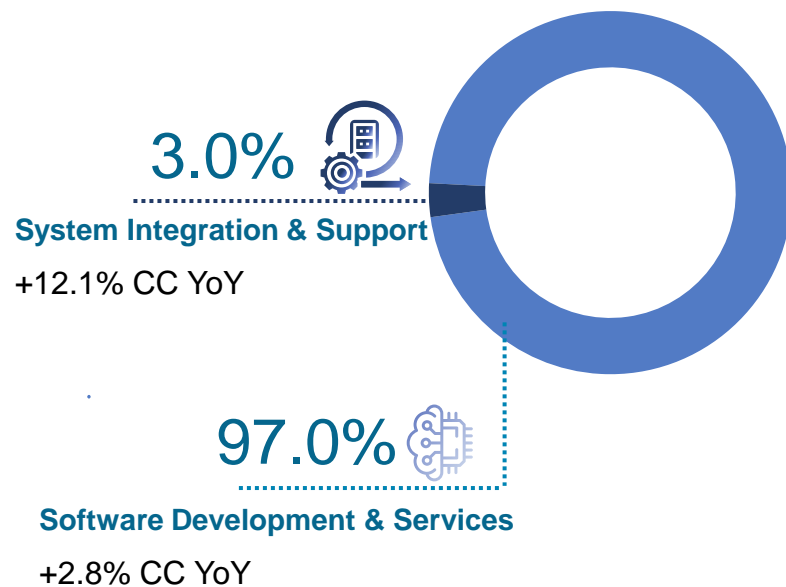 3.0%
System Integration & Support
+12.1% CC YoY
97.0%
Software Development & Services
+2.8% CC YoY